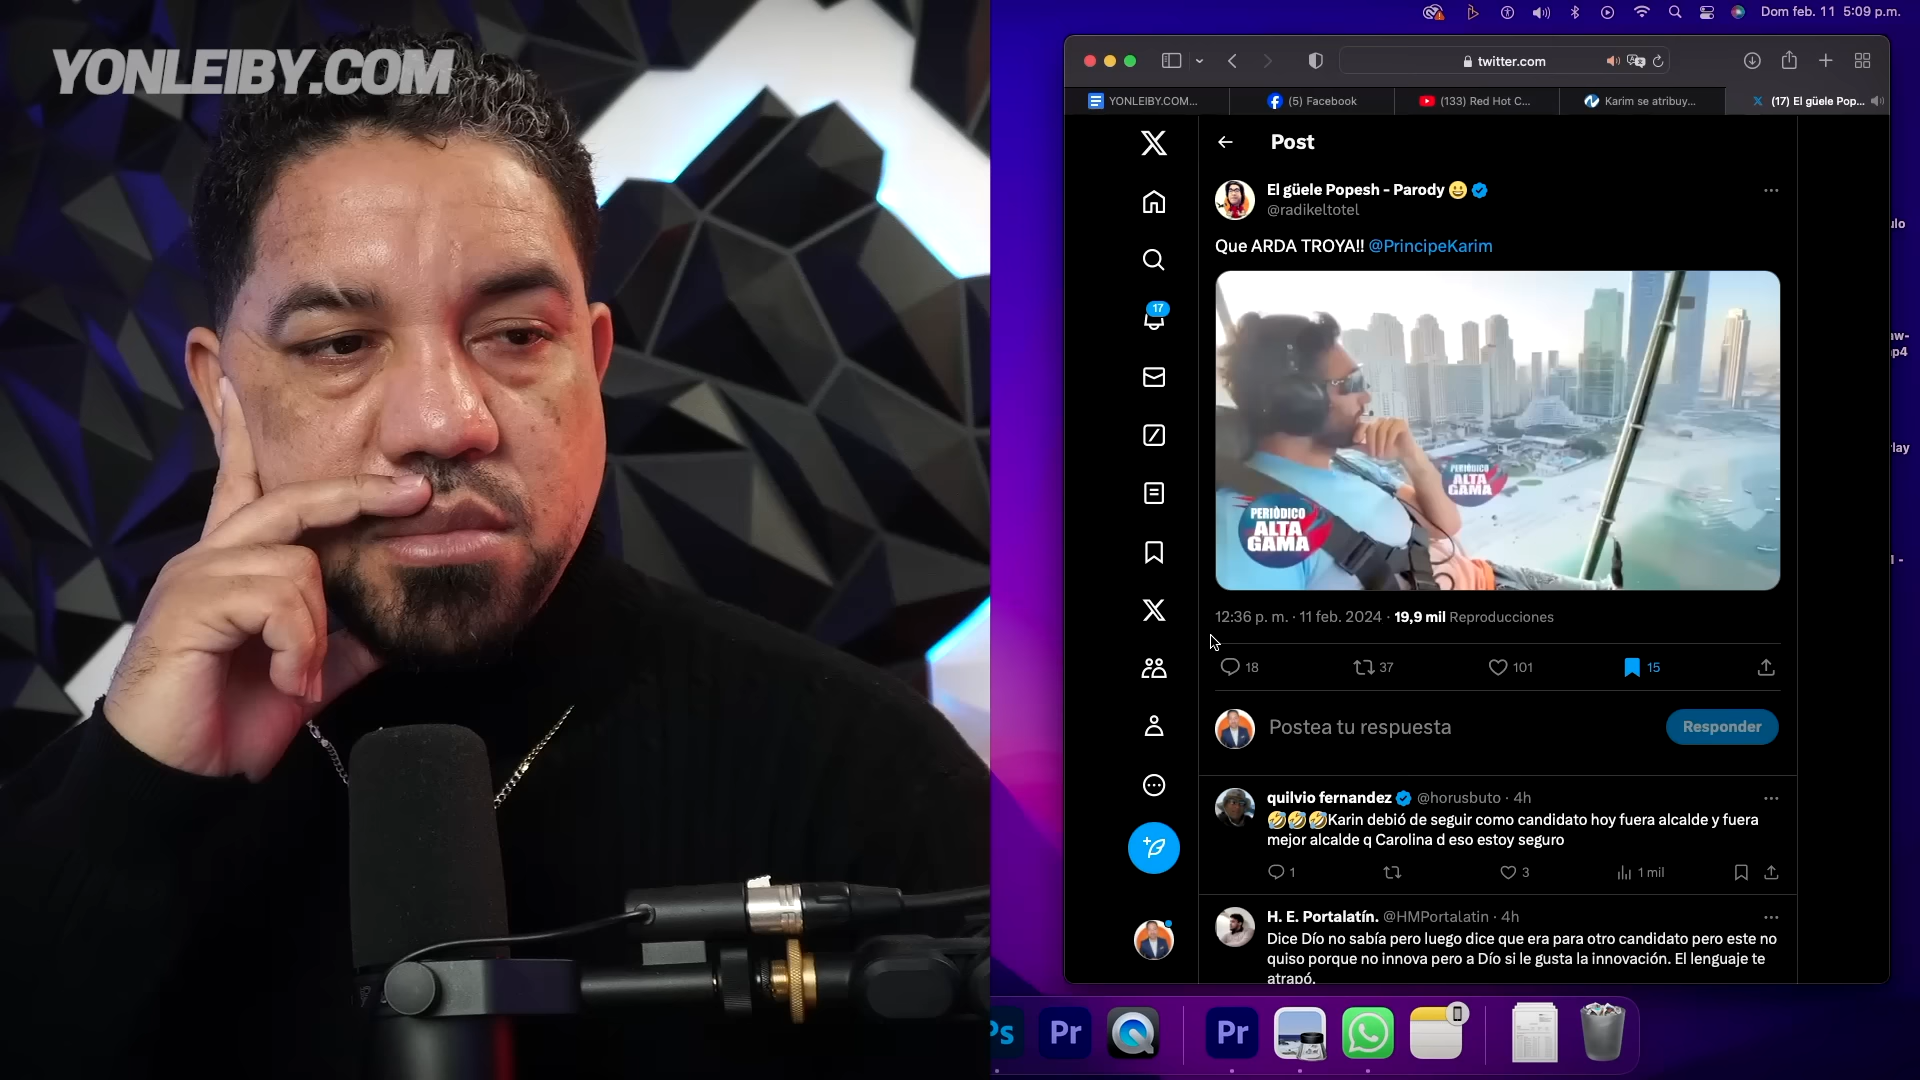 YONLEIBY.COM
Dom feb. 11 5:09 p.m.
twitter.com
YONLEIBY.COM...
(5) Facebook
(133) Red Hot C...
Karim se atribuy...
(17) El güele Pop...
Post
El güele Popesh - Parody
@radikeltotel
Que ARDA TROYA!! @PrincipeKarim
17
PERIÓDICO
ALTA
GAMA
PERIÒDICO
ALTA
GAMA
12:36 p. m. · 11 feb. 2024 · 19,9 mil Reproducciones
18
37
101
15
Postea tu respuesta
Responder
quilvio fernandez @horusbuto · 4h
🤣🤣🤣Karin debió de seguir como candidato hoy fuera alcalde y fuera
mejor alcalde q Carolina d eso estoy seguro
1
3
1 mil
H. E. Portalatín. @HMPortalatin · 4h
Dice Dío no sabía pero luego dice que era para otro candidato pero este no
quiso porque no innova pero a Dío si le gusta la innovación. El lenguaje te
atrapó.
Ps
Pr
Pr